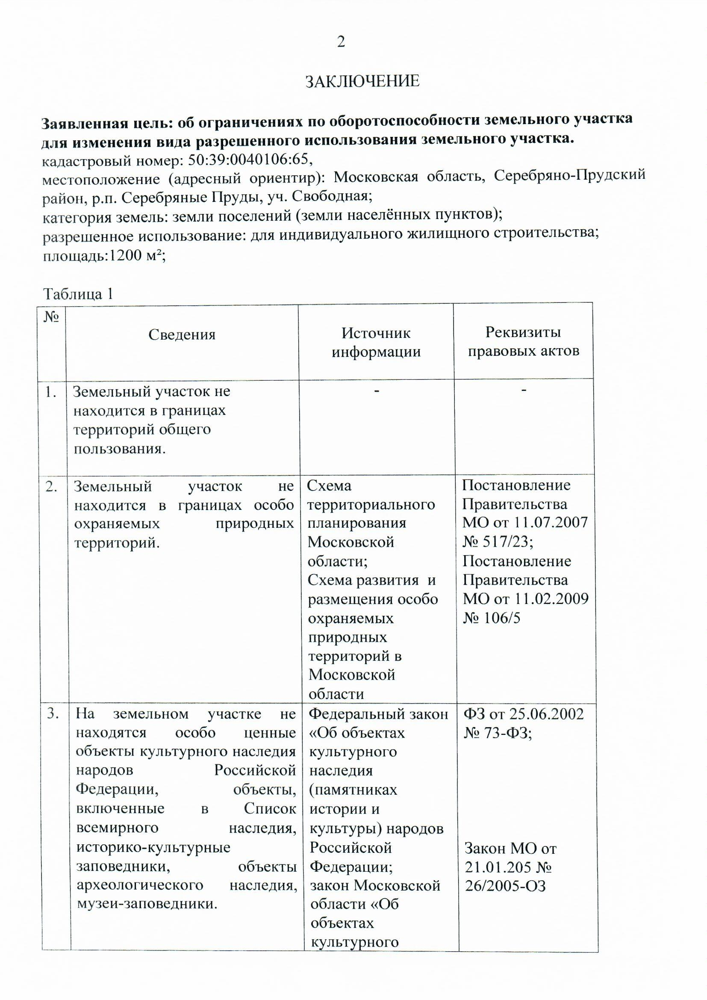 2
ЗАКЛЮЧЕНИЕ
Заявленная цель: об ограничениях по оборотоспособности земельного участка
для изменения вида разрешенного использования земельного участка.
кадастровый номер: 50:39:0040106:65,
местоположение (адресный ориентир): Московская область, Серебряно-Прудский
район, р.п. Серебряные Пруды, уч. Свободная;
категория земель: земли поселений (земли населённых пунктов);
разрешенное использование: для индивидуального жилищного строительства;
площадь:1200 м²;
Таблица 1
№
Сведения
Источник
информации
Реквизиты
правовых актов
1.
Земельный участок не
находится в границах
территорий общего
пользования.
-
-
2.
Земельный участок не
находится в границах особо
охраняемых природных
территорий.
Схема
территориального
планирования
Московской
области;
Схема развития и
размещения особо
охраняемых
природных
территорий в
Московской
области
Постановление
Правительства
МО от 11.07.2007
№ 517/23;
Постановление
Правительства
МО от 11.02.2009
№ 106/5
3.
На земельном участке не
находятся особо ценные
объекты культурного наследия
народов Российской
Федерации, объекты,
включенные в Список
всемирного наследия,
историко-культурные
заповедники, объекты
археологического наследия,
музеи-заповедники.
Федеральный закон
«Об объектах
культурного
наследия
(памятниках
истории и
культуры) народов
Российской
Федерации;
закон Московской
области «Об
объектах
культурного
ФЗ от 25.06.2002
№ 73-ФЗ;
Закон МО от
21.01.205 №
26/2005-ОЗ